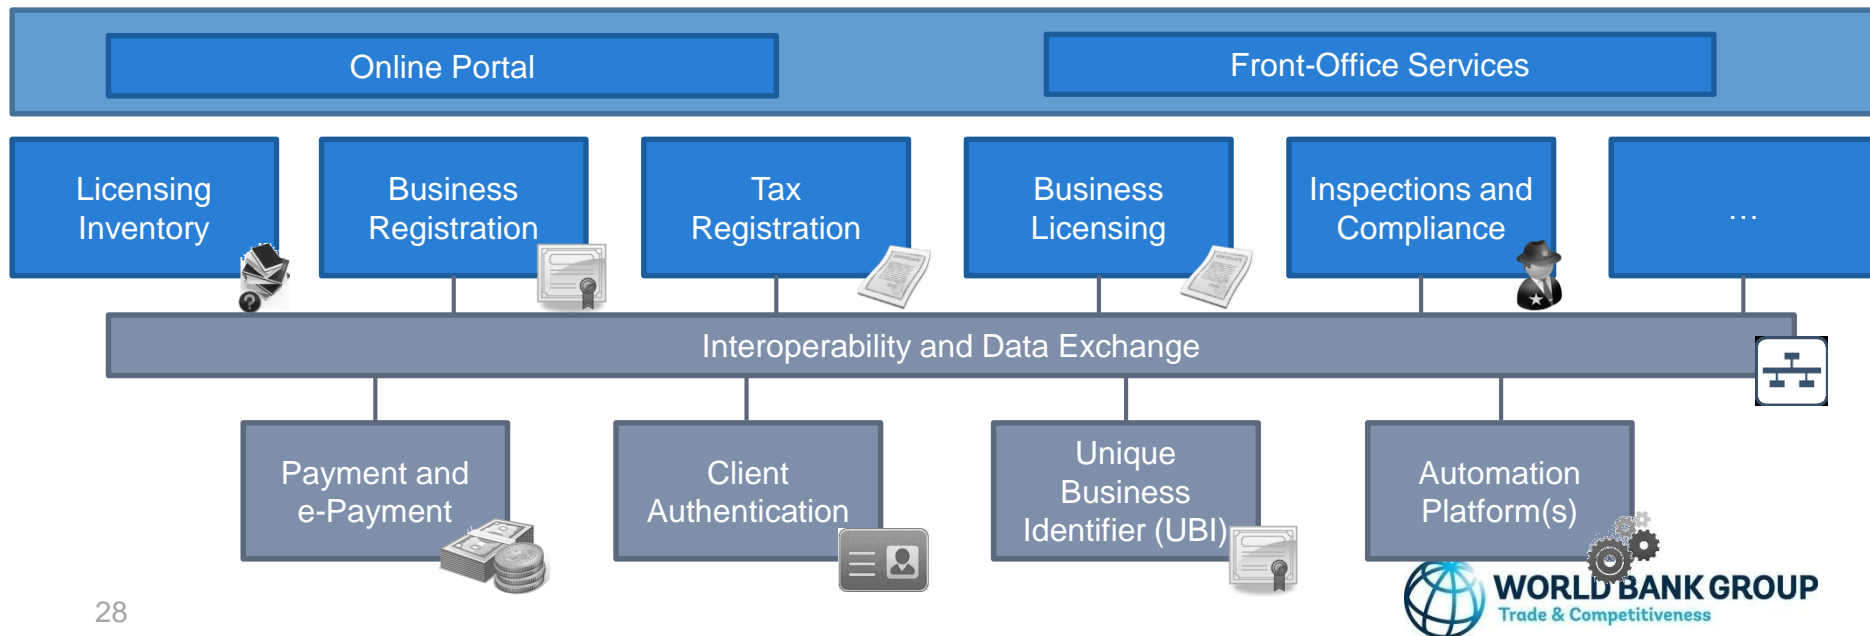 Online Portal
Front-Office Services
Licensing
Inventory
Business
Registration
Tax
Registration
Business
Licensing
Inspections and
Compliance
...
?
Interoperability and Data Exchange
Payment and
e-Payment
Client
Authentication
Unique
Business
Identifier (UBI)
Automation
Platform(s)
28
WORLD BANK GROUP
Trade & Competitiveness